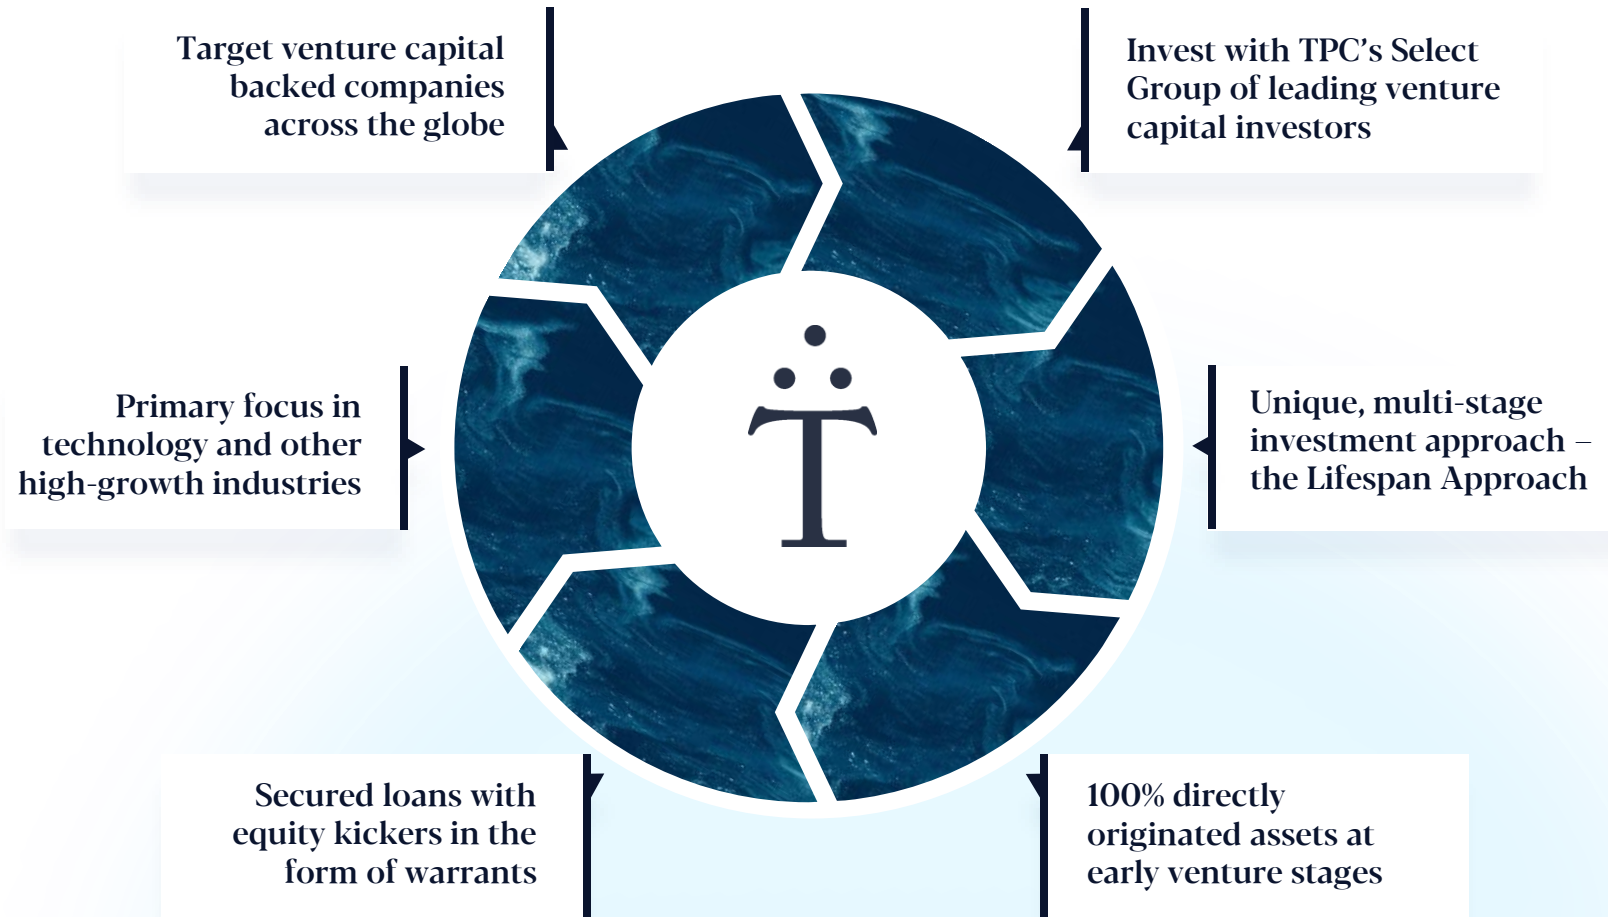 Target venture capital
backed companies
across the globe
Invest with TPC’s Select
Group of leading venture
capital investors
Primary focus in
technology and other
high-growth industries
T
Unique, multi-stage
investment approach –
the Lifespan Approach
Secured loans with
equity kickers in the
form of warrants
100% directly
originated assets at
early venture stages